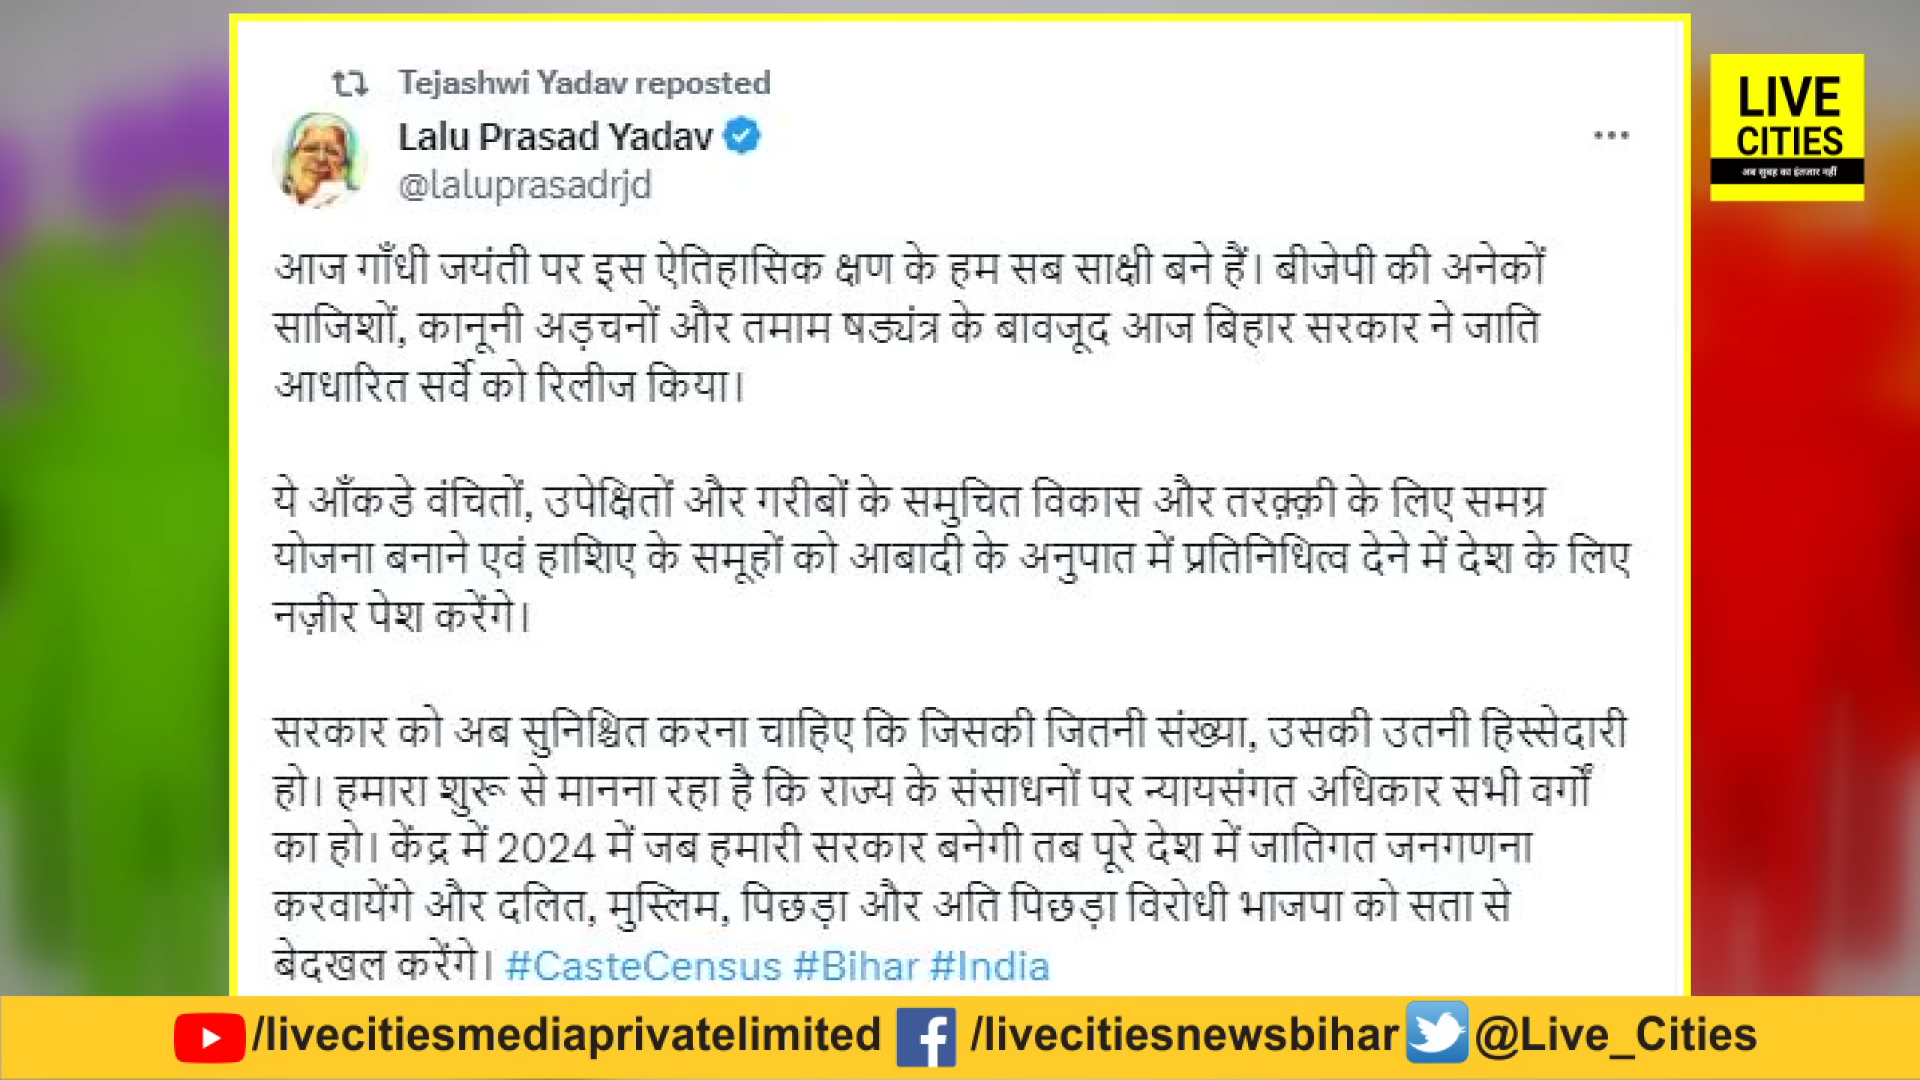 Tejashwi Yadav reposted
Lalu Prasad Yadav
@laluprasadrjd
आज गाँधी जयंती पर इस ऐतिहासिक क्षण के हम सब साक्षी बने हैं। बीजेपी की अनेकों
साजिशों, कानूनी अड़चनों और तमाम षड्यंत्र के बावजूद आज बिहार सरकार ने जाति
आधारित सर्वे को रिलीज किया।
ये आँकडे वंचितों, उपेक्षितों और गरीबों के समुचित विकास और तरक़्क़ी के लिए समग्र
योजना बनाने एवं हाशिए के समूहों को आबादी के अनुपात में प्रतिनिधित्व देने में देश के लिए
नज़ीर पेश करेंगे।
सरकार को अब सुनिश्चित करना चाहिए कि जिसकी जितनी संख्या, उसकी उतनी हिस्सेदारी
हो। हमारा शुरू से मानना रहा है कि राज्य के संसाधनों पर न्यायसंगत अधिकार सभी वर्गों
का हो। केंद्र में 2024 में जब हमारी सरकार बनेगी तब पूरे देश में जातिगत जनगणना
करवायेंगे और दलित, मुस्लिम, पिछड़ा और अति पिछड़ा विरोधी भाजपा को सता से
बेदखल करेंगे। #CasteCensus #Bihar #India
LIVE
CITIES
अब सुबह का इंतजार नहीं
/livecitiesmediaprivatelimited /livecitiesnewsbihar @Live_Cities